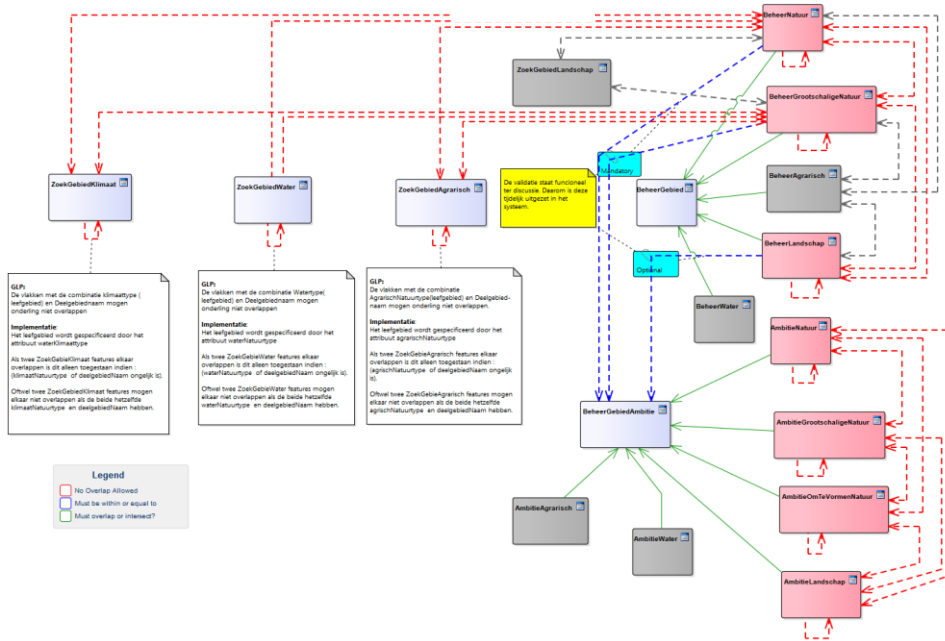 BeheerNatuur
ZoekGebiedLandschap
BeheerGrootschaligeNatuur
ZoekGebiedKlimaat
ZoekGebiedWater
ZoekGebiedAgrarisch
De validatie staat funcioneel
ter discussie. Daarom is deze
tijdelijk uitgezet in het
systeem.
Mandatory
BeheerGebied
BeheerAgrarisch
BeheerLandschap
Optional
BeheerWater
GLP:
De vlakken met de combinatie klimaattype (
leefgebied) en Deelgebiednaam mogen
onderling niet overlappen.
Implementatie:
Het leefgebied wordt gespecificeerd door het
attribuut waterKlimaattype
Als twee ZoekGebieKlimaat features elkaar
overlappen is dit alleen toegestaan indien :
(klimaatNatuurtype of deelgebiedNaam ongelijk is).
Oftwel twee ZoekGebiedKlimaat features mogen
elkaar niet overlappen als de beide hetzelfde
klimaatNatuurtype en deelgebiedNaam hebben.
GLP:
De vlakken met de combinatie Watertype(
leefgebied) en Deelgebiednaam mogen
onderling niet overlappen.
Implementatie:
Het leefgebied wordt gespecificeerd door het
attribuut waterNatuurtype
Als twee ZoekGebieWater features elkaar
overlappen is dit alleen toegestaan indien :
(waterNatuurtype of deelgebiedNaam ongelijk is).
Oftwel twee ZoekGebieWater features mogen
elkaar niet overlappen als de beide hetzelfde
waterNatuurtype en deelgebiedNaam hebben.
GLP:
De vlakken met de combinatie
AgrarischNatuurtype(leefgebied) en Deelgebied-
naam mogen onderling niet overlappen.
Implementatie:
Het leefgebied wordt gespecificeerd door het
attribuut agrarischNatuurtype
Als twee ZoekGebieAgrarisch features elkaar
overlappen is dit alleen toegestaan indien :
(agrischNatuurtype of deelgebiedNaam ongelijk
is).
Oftwel twee ZoekGebieAgrarisch features mogen
elkaar niet overlappen als de beide hetzelfde
agrischNatuurtype en deelgebiedNaam hebben.
AmbitieNatuur
BeheerGebiedAmbitie
AmbitieGrootschaligeNatuur
AmbitieOmTeVormenNatuur
AmbitieAgrarisch
AmbitieWater
AmbitieLandschap
Legend
No Overlap Allowed
Must be within or equal to
Must overlap or intersect?